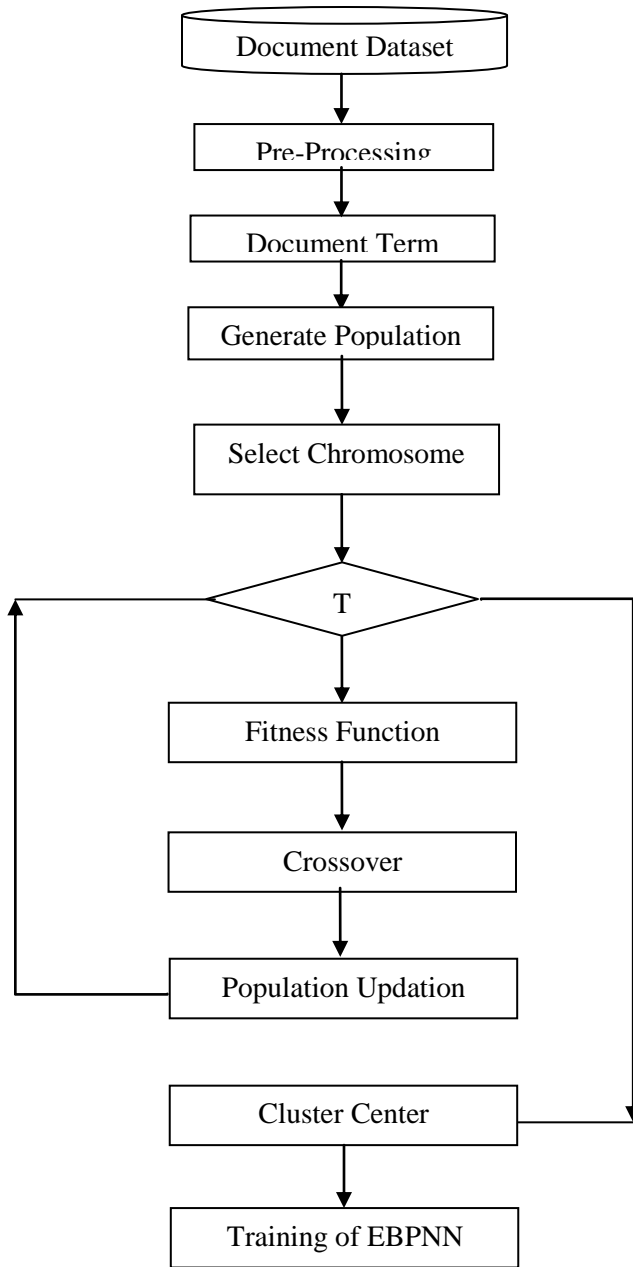 Document Dataset
Pre-Processing
Document Term
Generate Population
Select Chromosome
T
Fitness Function
Crossover
Population Updation
Cluster Center
Training of EBPNN